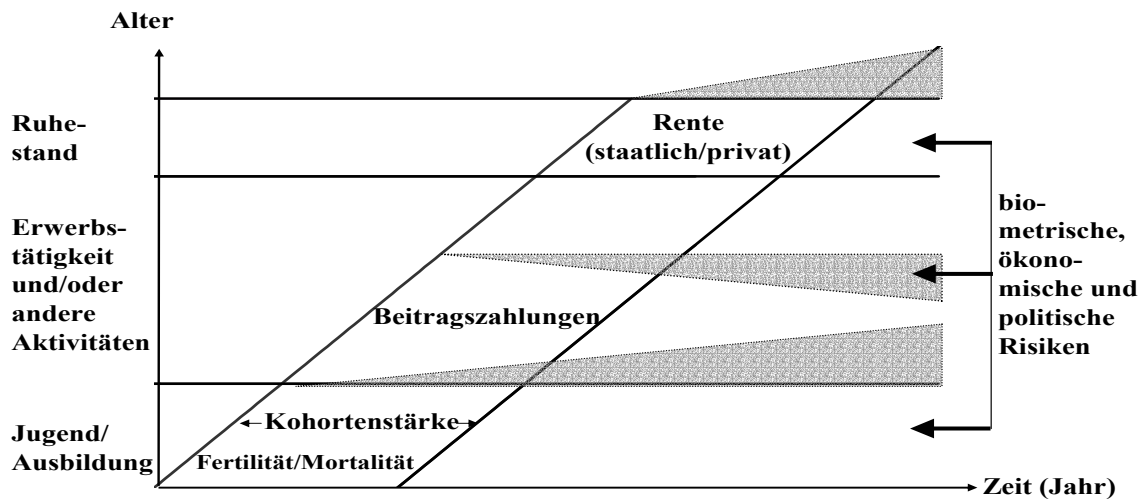 Alter
Ruhe-
stand
Rente
(staatlich/privat)
Erwerbs-
tätigkeit
und/oder
andere
Aktivitäten
bio-
metrische,
ökono-
mische und
politische
Risiken
Beitragszahlungen
Kohortenstärke
Jugend/
Ausbildung
Fertilität/Mortalität
Zeit (Jahr)